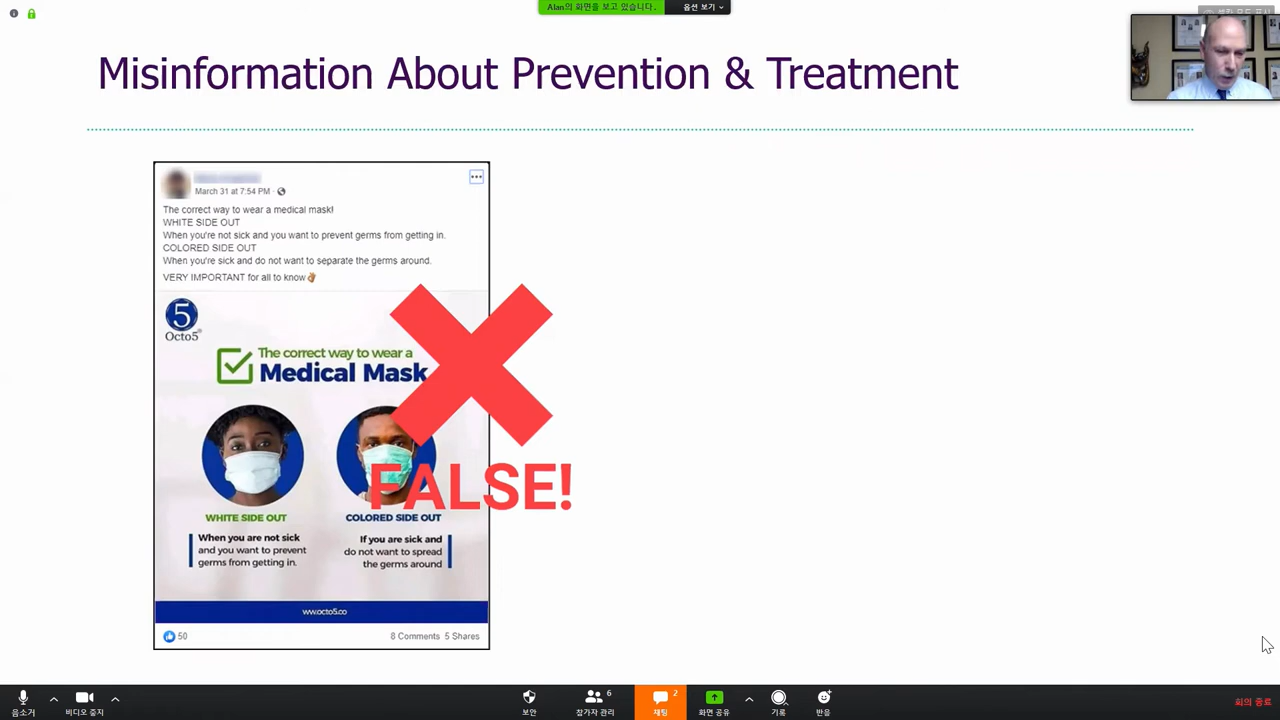 Alan의 화면을 보고 있습니다.
옵션 보기
Misinformation About Prevention & Treatment
March 31 at 7:54 PM
The correct way to wear a medical mask!
WHITE SIDE OUT
When you're not sick and you want to prevent germs from getting in.
COLORED SIDE OUT
When you're sick and do not want to separate the germs around.
VERY IMPORTANT for all to know
5
Octo5
The correct way to wear a
Medical Mask
FALSE!
WHITE SIDE OUT
COLORED SIDE OUT
When you are not sick
and you want to prevent
germs from getting in.
If you are sick and
do not want to spread
the germs around
ww.octo5.co
50
8 Comments 5 Shares
음소거
비디오 중지
보안
6
참가자 관리
2
채팅
화면 공유
기록
반응
회의 종료